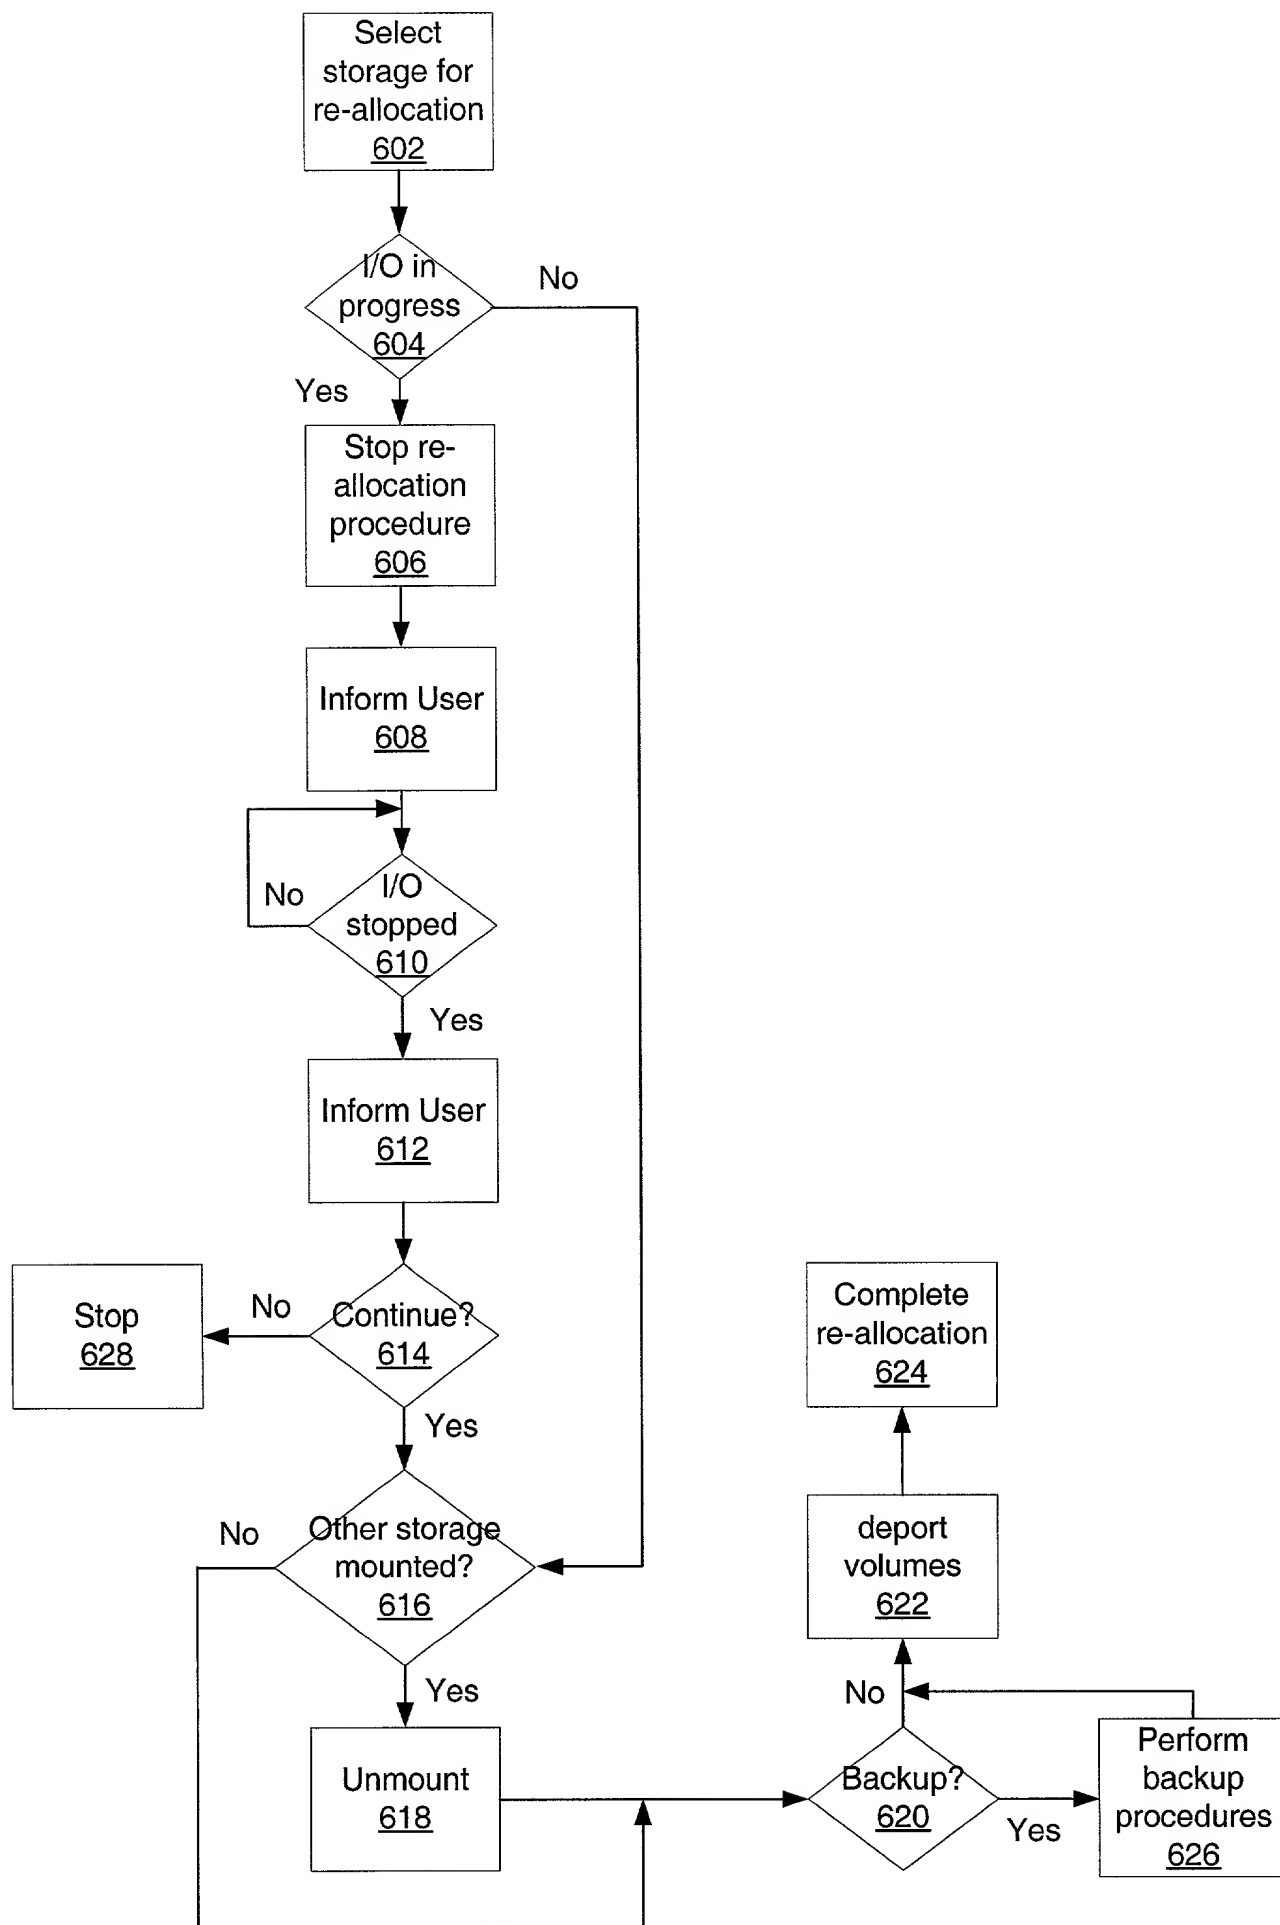 Select
storage for
re-allocation
602
I/O in
progress
604
No
Yes
Stop re-
allocation
procedure
606
Inform User
608
No
I/O
stopped
610
Yes
Inform User
612
Stop
628
No
Continue?
614
Yes
No
Other storage
mounted?
616
Yes
Unmount
618
Complete
re-allocation
624
deport
volumes
622
No
Backup?
620
Yes
Perform
backup
procedures
626